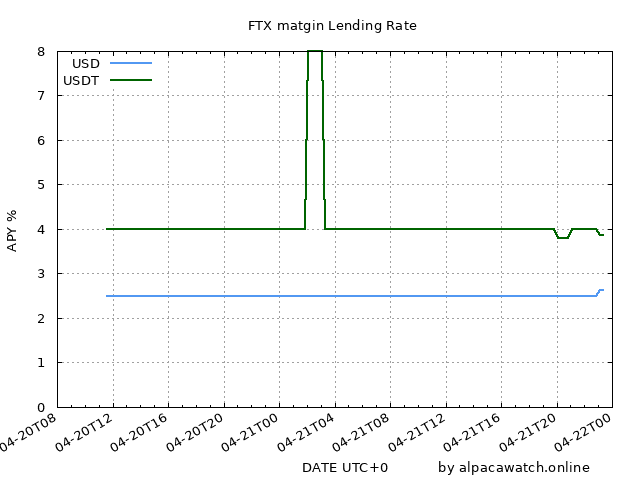 FTX matgin Lending Rate
USD
USDT
8
7
6
5
4
3
2
1
0
APY %
04-20T08
04-20T12
04-20T16
04-20T20
04-21T00
04-21T04
04-21T08
04-21T12
04-21T16
04-21T20
04-22T00
DATE UTC+0
by alpacawatch.online